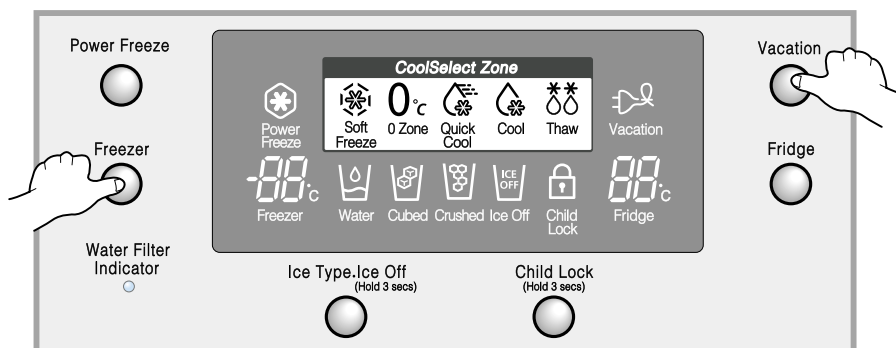 Power Freeze
Vacation
CoolSelect Zone
0°c
Power
Freeze
Soft
Freeze
0 Zone
Quick
Cool
Cool
Thaw
Vacation
Freezer
Fridge
-88°c
ICE
OFF
88°c
Freezer
Water
Cubed
Crushed
Ice Off
Child
Lock
Fridge
Water Filter
Indicator
Ice Type.Ice Off
(Hold 3 secs)
Child Lock
(Hold 3 secs)